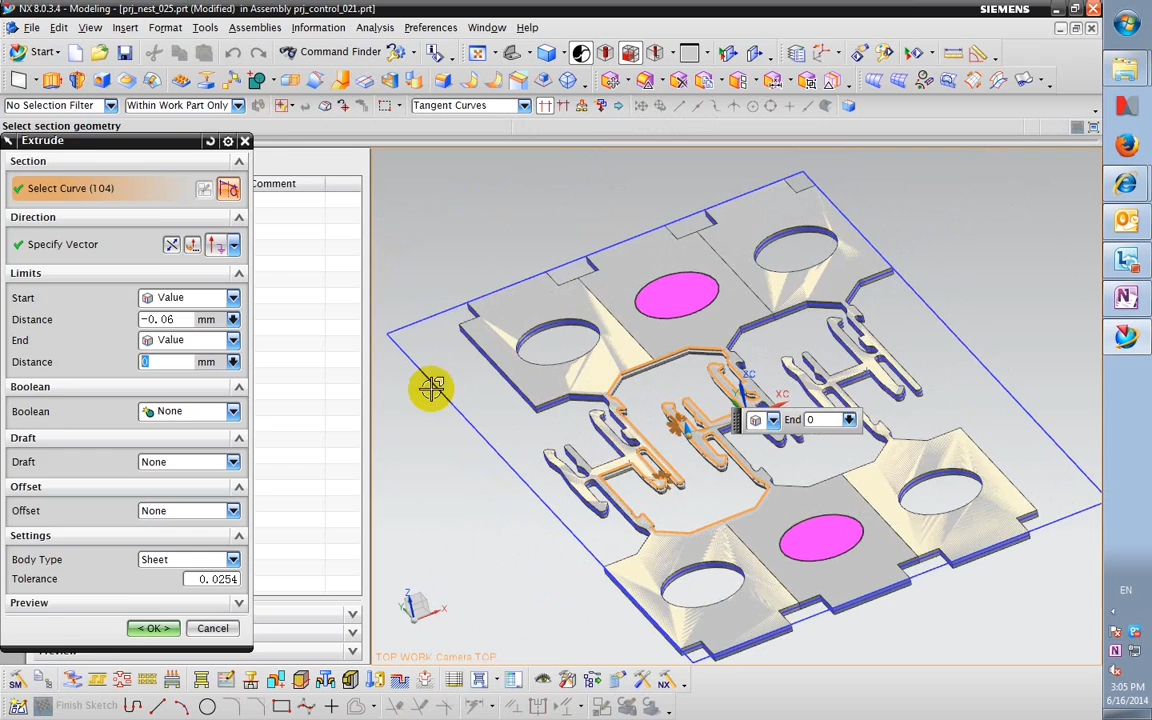 NX 8.0.3.4 - Modeling - [prj_nest_025.prt (Modified) in Assembly prj_control_021.prt]
SIEMENS
File Edit View Insert Format Tools Assemblies Information Analysis Preferences Window Help
Start
Command Finder
No Selection Filter
Within Work Part Only
Tangent Curves
Select section geometry
Extrude
Section
Select Curve (104)
Comment
Direction
Specify Vector
Limits
Start
Value
Distance
-0.06
mm
End
Value
Distance
0
mm
Boolean
Boolean
None
Draft
Draft
None
Offset
Offset
None
Settings
Body Type
Sheet
Tolerance
0.0254
Preview
< OK >
Cancel
ZC
XC
End 0
Z
Y
X
TOP WORK Camera TOP
Finish Sketch
EN
3:05 PM
6/16/2014